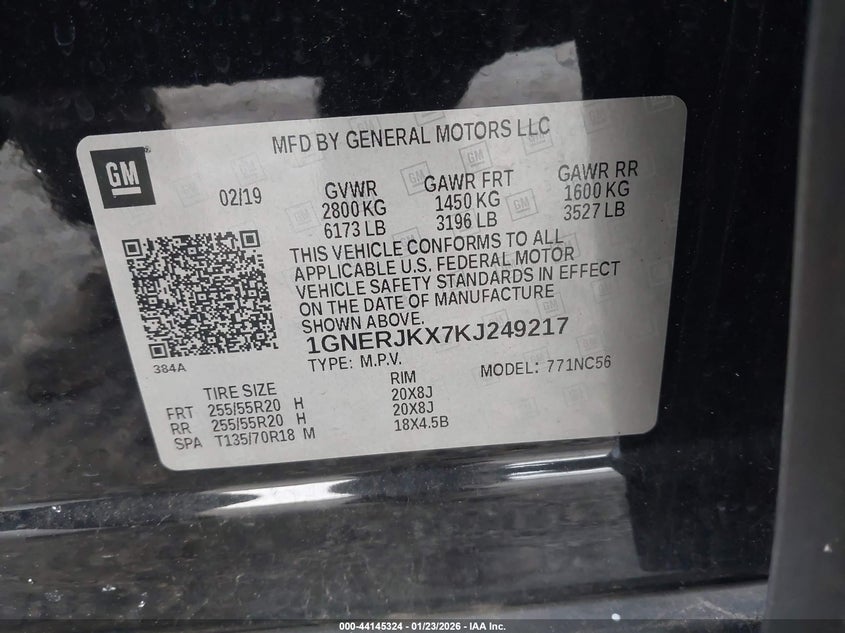 MFD BY GENERAL MOTORS LLC
GM
02/19
GVWR
2800 KG
6173 LB
GAWR FRT
1450 KG
3196 LB
GAWR RR
1600 KG
3527 LB
THIS VEHICLE CONFORMS TO ALL
APPLICABLE U.S. FEDERAL MOTOR
VEHICLE SAFETY STANDARDS IN EFFECT
ON THE DATE OF MANUFACTURE
SHOWN ABOVE.
1GNERJKX7KJ249217
TYPE: M.P.V.
MODEL: 771NC56
384A
TIRE SIZE RIM
FRT 255/55R20 H 20X8J
RR 255/55R20 H 20X8J
SPA T135/70R18 M 18X4.5B
000-44145324 - 01/23/2026 - IAA Inc.